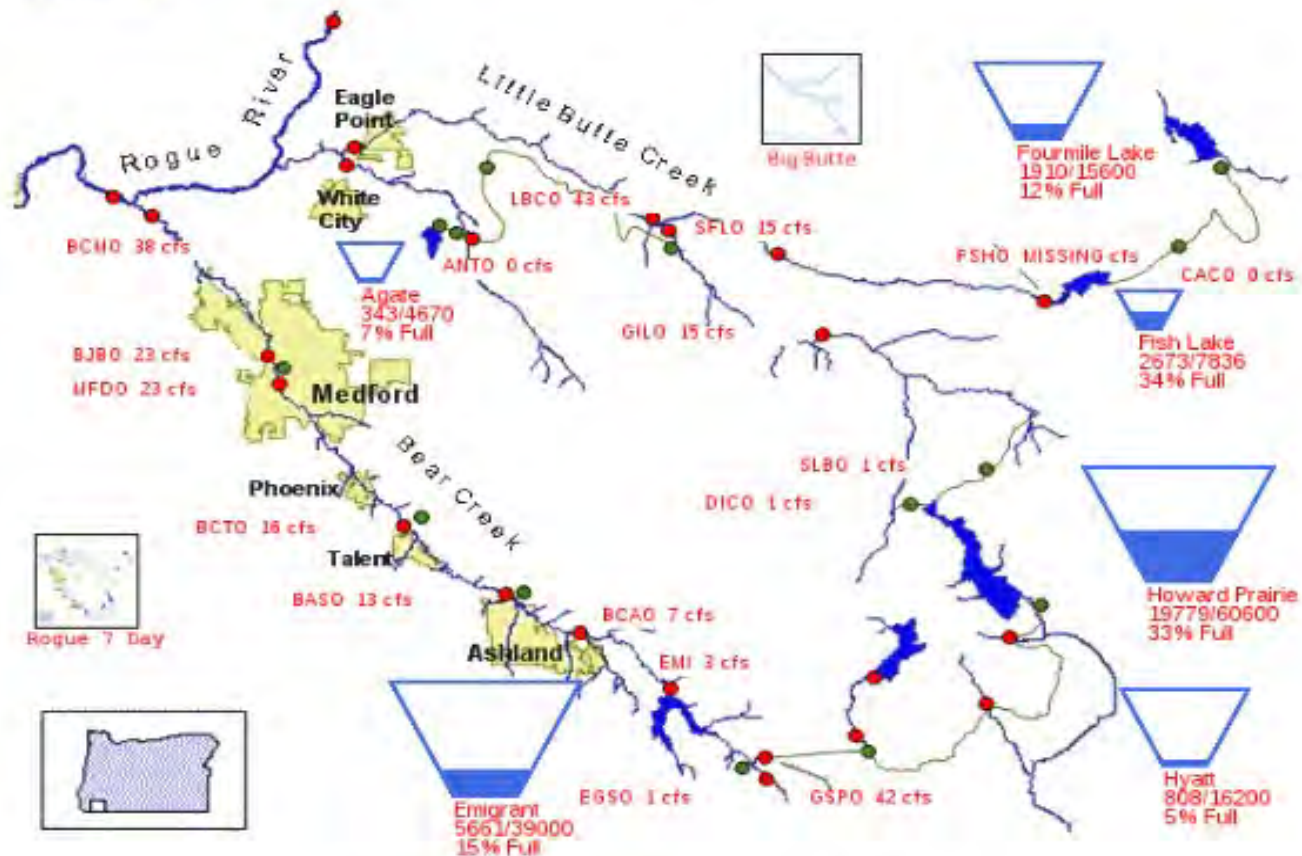 Rogue River
Eagle
Point
Little Butte Creek
Big Butte
Fourmile Lake
1910/15600
12% Full
White
City
LBCO 43 cfs
SFLO 15 cfs
BCMO 38 cfs
ANTO 0 cfs
FSHO MISSING cfs
CACO 0 cfs
Agate
343/4670
7% Full
GILO 15 cfs
Fish Lake
2673/7836
34% Full
BJBO 23 cfs
MFDO 23 cfs
Medford
Bear Creek
SLBO 1 cfs
Phoenix
DICO 1 cfs
BCTO 16 cfs
Talent
Howard Prairie
19779/60600
33% Full
BASO 13 cfs
BCAO 7 cfs
Rogue 7 Day
Ashland
EMI 3 cfs
Hyatt
808/16200
5% Full
EGSO 1 cfs
GSPO 42 cfs
Emigrant
5661/39000
15% Full